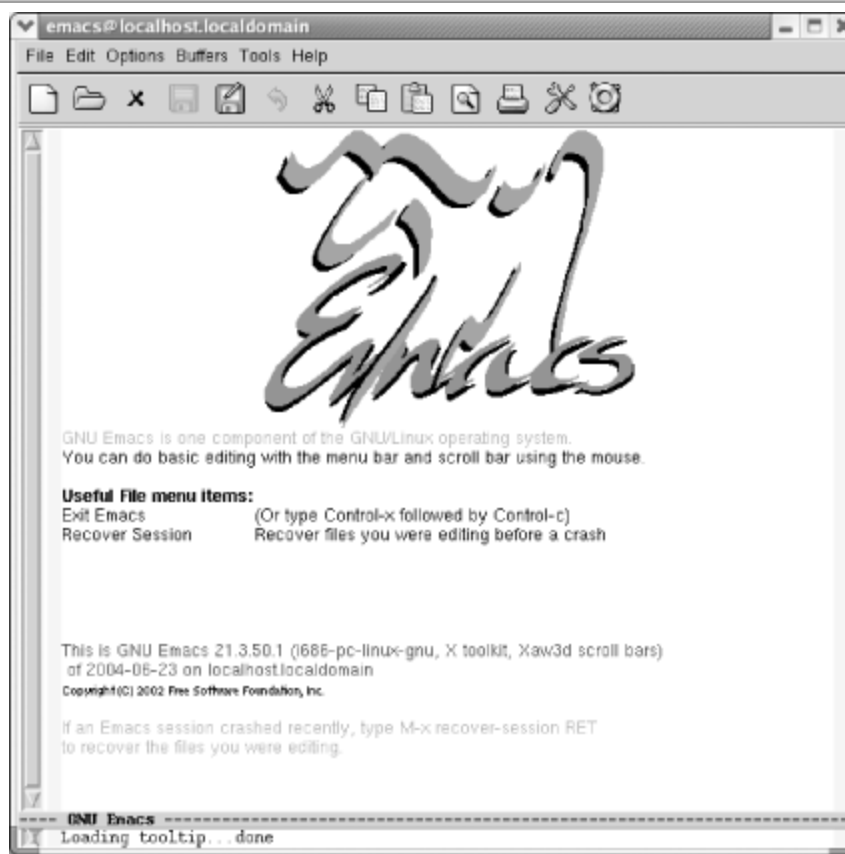 emacs@localhost.localdomain
File Edit Options Buffers Tools Help
Emacs
GNU Emacs is one component of the GNU/Linux operating system.
You can do basic editing with the menu bar and scroll bar using the mouse.
Useful File menu items:
Exit Emacs (Or type Control-x followed by Control-c)
Recover Session Recover files you were editing before a crash
This is GNU Emacs 21.3.50.1 (i686-pc-linux-gnu, X toolkit, Xaw3d scroll bars)
of 2004-06-23 on localhost.localdomain
Copyright (C) 2002 Free Software Foundation, Inc.
If an Emacs session crashed recently, type M-x recover-session RET
to recover the files you were editing.
---- GNU Emacs ----
Loading tooltip...done